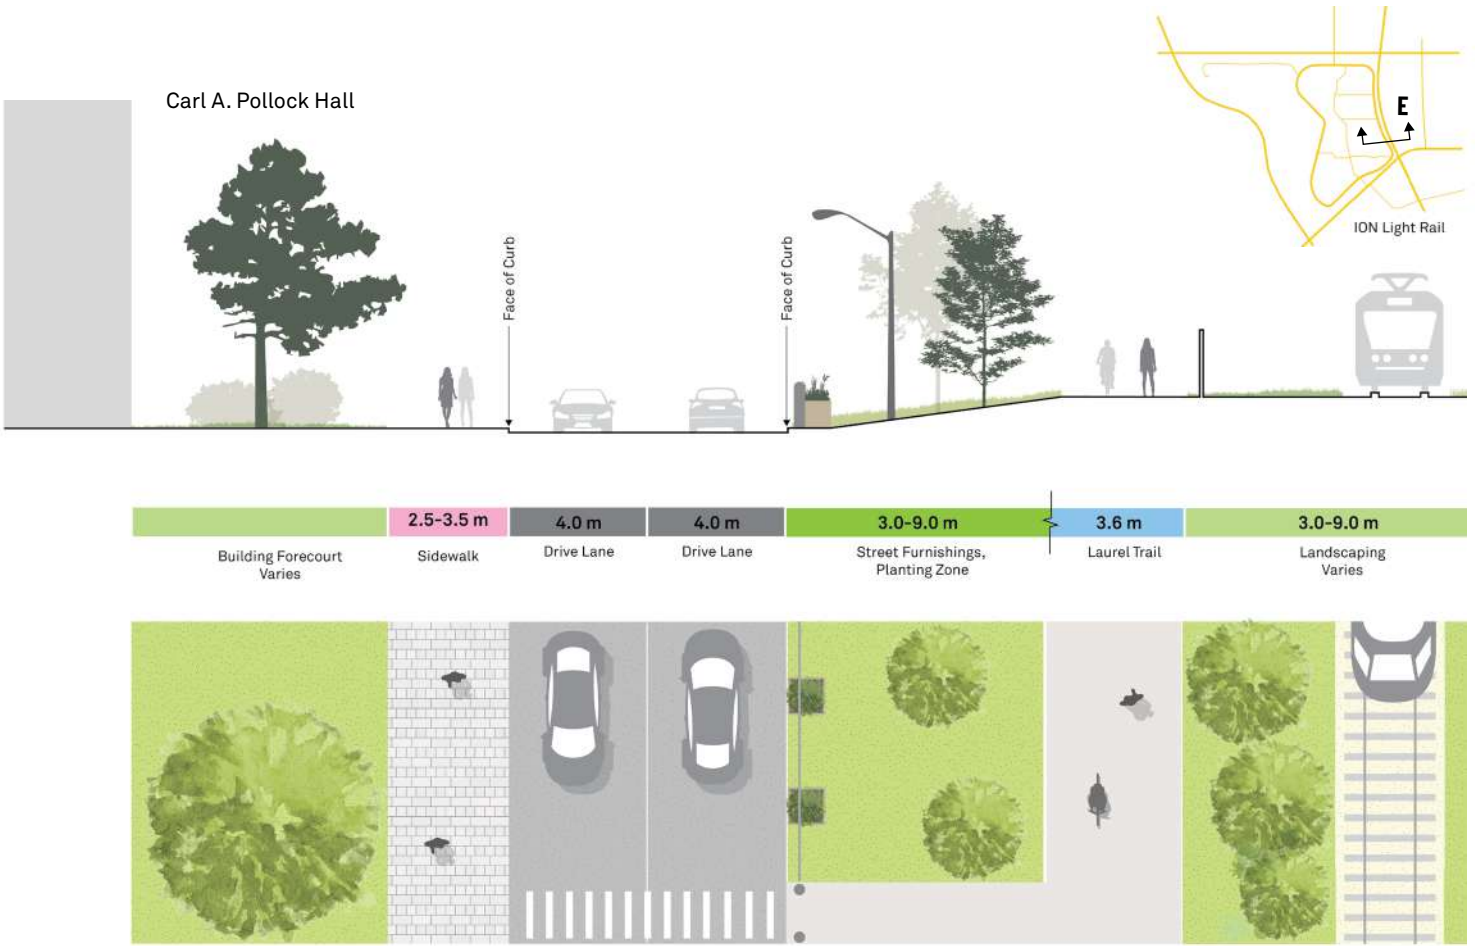 Carl A. Pollock Hall
E
ION Light Rail
Face of Curb
Face of Curb
2.5-3.5 m
4.0 m
4.0 m
3.0-9.0 m
3.6 m
3.0-9.0 m
Building Forecourt
Varies
Sidewalk
Drive Lane
Drive Lane
Street Furnishings,
Planting Zone
Laurel Trail
Landscaping
Varies